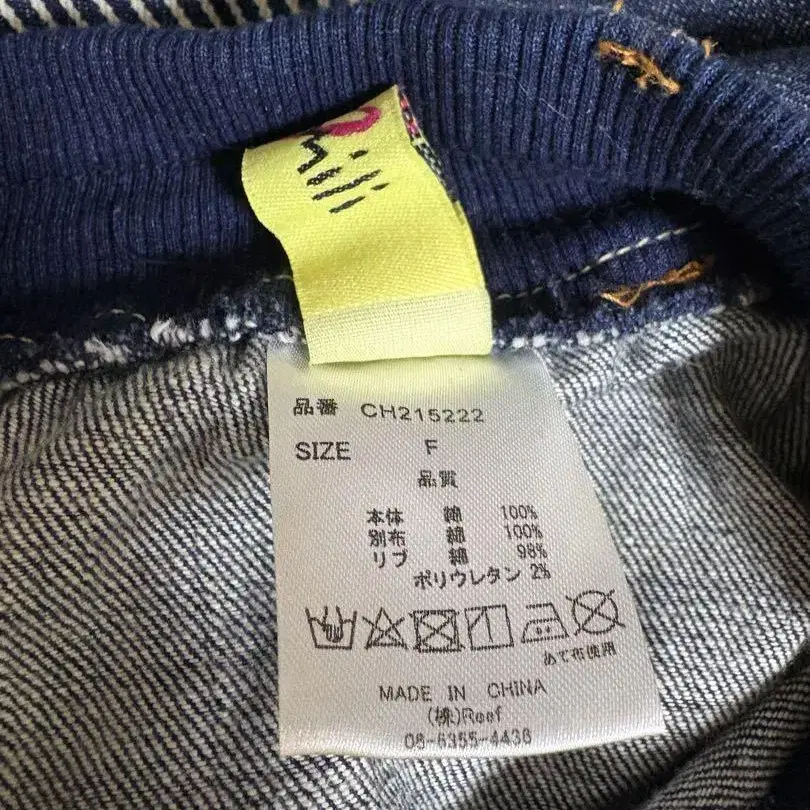 hili
品番 CH215222
SIZE F
品質
本体 綿 100%
別布 綿 100%
リブ 綿 98%
ポリウレタン 2%
あて布使用
MADE IN CHINA
(株)Reef
06-6355-4436